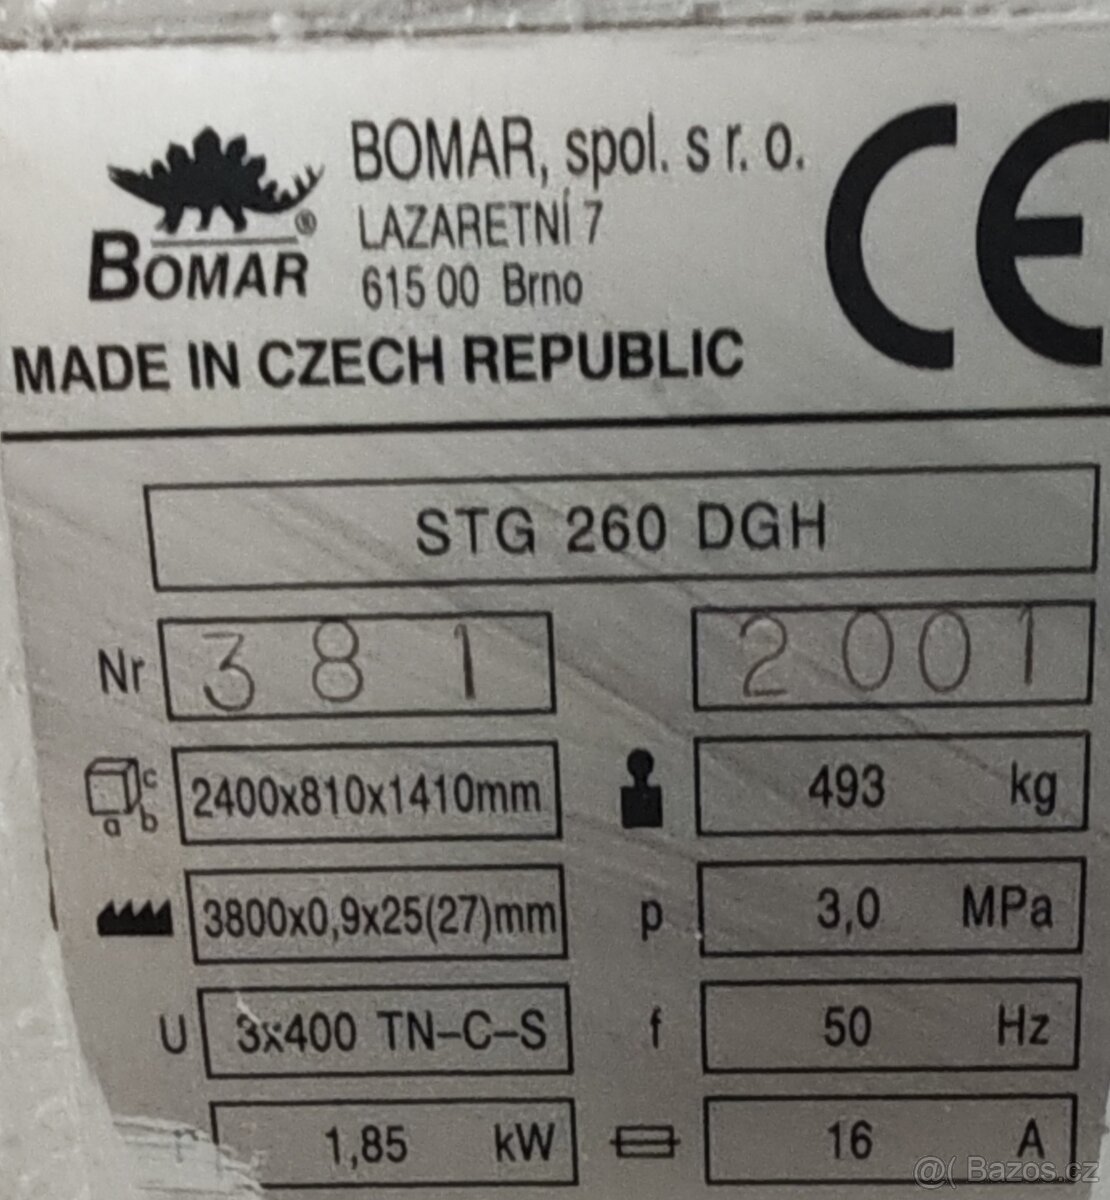 BOMAR, spol. s r. o.
LAZARETNÍ 7
615 00 Brno
BOMAR®
CE
MADE IN CZECH REPUBLIC
STG 260 DGH
Nr 381 2001
a b c 2400x810x1410mm 493 kg
3800x0,9x25(27)mm p 3,0 MPa
U 3x400 TN-C-S f 50 Hz
1,85 kW 16 A
@( Bazos.cz